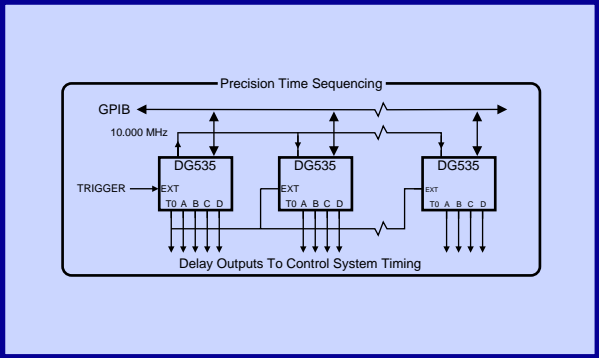 Precision Time Sequencing
GPIB
10.000 MHz
DG535 DG535 DG535
TRIGGER EXT EXT EXT
T0 A B C D T0 A B C D T0 A B C D
Delay Outputs To Control System Timing